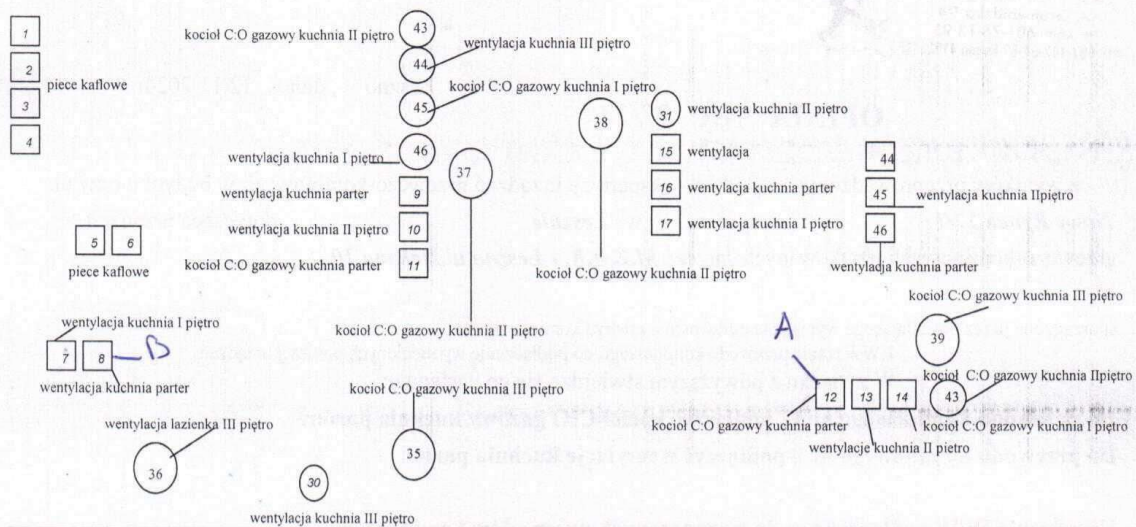 1
2
3
4
piece kaflowe
kocioł C:O gazowy kuchnia II piętro
43
44
wentylacja kuchnia III piętro
45
kocioł C:O gazowy kuchnia I piętro
46
wentylacja kuchnia I piętro
37
9
wentylacja kuchnia parter
10
wentylacja kuchnia II piętro
11
kocioł C:O gazowy kuchnia parter
kocioł C:O gazowy kuchnia II piętro
38
kocioł C:O gazowy kuchnia II piętro
31
wentylacja kuchnia II piętro
15
wentylacja
16
wentylacja kuchnia parter
17
wentylacja kuchnia I piętro
44
45
wentylacja kuchnia IIpiętro
46
wentylacja kuchnia parter
5 6
piece kaflowe
wentylacja kuchnia I piętro
7 8 B
wentylacja kuchnia parter
wentylacja lazienka III piętro
36
30
wentylacja kuchnia III piętro
kocioł C:O gazowy kuchnia III piętro
35
kocioł C:O gazowy kuchnia III piętro
39
A
kocioł C:O gazowy kuchnia IIpiętro
12 13 14 43
kocioł C:O gazowy kuchnia parter
kocioł C:O gazowy kuchnia I piętro
wentylacje kuchnia II piętro